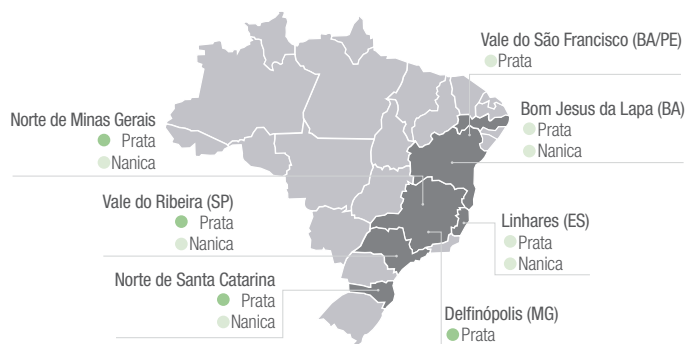 Vale do São Francisco (BA/PE)
Prata
Bom Jesus da Lapa (BA)
Prata
Nanica
Norte de Minas Gerais
Prata
Nanica
Vale do Ribeira (SP)
Prata
Nanica
Linhares (ES)
Prata
Nanica
Norte de Santa Catarina
Prata
Nanica
Delfinópolis (MG)
Prata